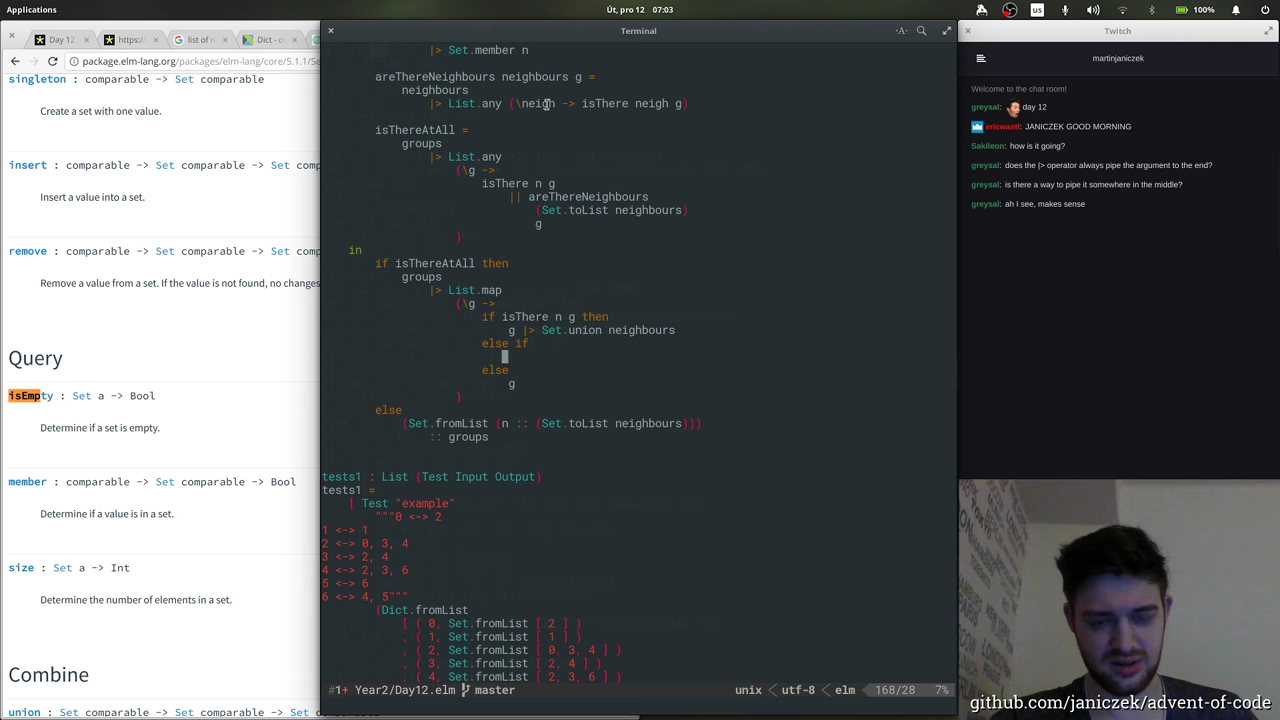 Applications
Út, pro 12 07:03
us
100%
Day 12
https:/
list of n
Dict - co
package.elm-lang.org/packages/elm-lang/core/5.1.1/Se
singleton : comparable -> Set comparable
Create a set with one value.
insert : comparable -> Set comparable -> Set comp
Insert a value into a set.
remove : comparable -> Set comparable -> Set com
Remove a value from a set. If the value is not found, no changes
Query
isEmpty : Set a -> Bool
Determine if a set is empty.
member : comparable -> Set comparable -> Bool
Determine if a value is in a set.
size : Set a -> Int
Determine the number of elements in a set.
Combine
union : Set comparable -> Set comparable -> Set comparable
Terminal
|> Set.member n
areThereNeighbours neighbours g =
neighbours
|> List.any (\neigh -> isThere neigh g)
isThereAtAll =
groups
|> List.any
(\g ->
isThere n g
|| areThereNeighbours
(Set.toList neighbours)
g
)
in
if isThereAtAll then
groups
|> List.map
(\g ->
if isThere n g then
g |> Set.union neighbours
else if
else
g
)
else
(Set.fromList (n :: (Set.toList neighbours)))
:: groups
tests1 : List (Test Input Output)
tests1 =
[ Test "example"
"""0 <-> 2
1 <-> 1
2 <-> 0, 3, 4
3 <-> 2, 4
4 <-> 2, 3, 6
5 <-> 6
6 <-> 4, 5"""
(Dict.fromList
[ ( 0, Set.fromList [ 2 ] )
, ( 1, Set.fromList [ 1 ] )
, ( 2, Set.fromList [ 0, 3, 4 ] )
, ( 3, Set.fromList [ 2, 4 ] )
, ( 4, Set.fromList [ 2, 3, 6 ] )
#1+ Year2/Day12.elm master unix < utf-8 < elm 168/28 7%
Twitch
martinjaniczek
Welcome to the chat room!
greysal: day 12
ericwastl: JANICZEK GOOD MORNING
Sakileon: how is it going?
greysal: does the |> operator always pipe the argument to the end?
greysal: is there a way to pipe it somewhere in the middle?
greysal: ah I see, makes sense
github.com/janiczek/advent-of-code